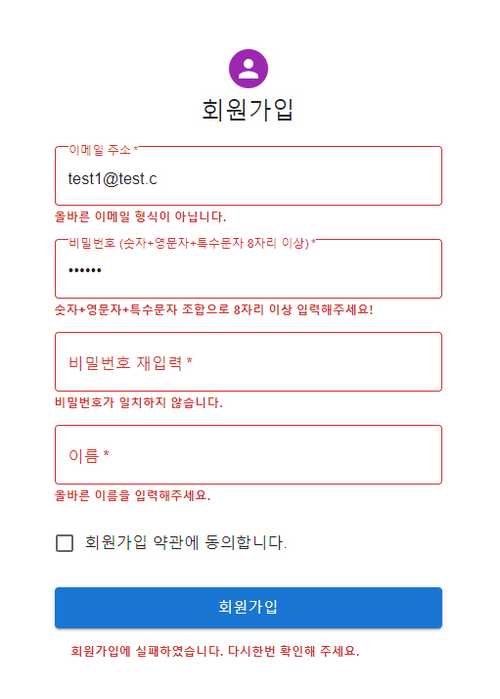 회원가입
이메일 주소 *
test1@test.c
올바른 이메일 형식이 아닙니다.
비밀번호 (숫자+영문자+특수문자 8자리 이상) *
••••••
숫자+영문자+특수문자 조합으로 8자리 이상 입력해주세요!
비밀번호 재입력 *
비밀번호가 일치하지 않습니다.
이름 *
올바른 이름을 입력해주세요.
회원가입 약관에 동의합니다.
회원가입
회원가입에 실패하였습니다. 다시한번 확인해 주세요.